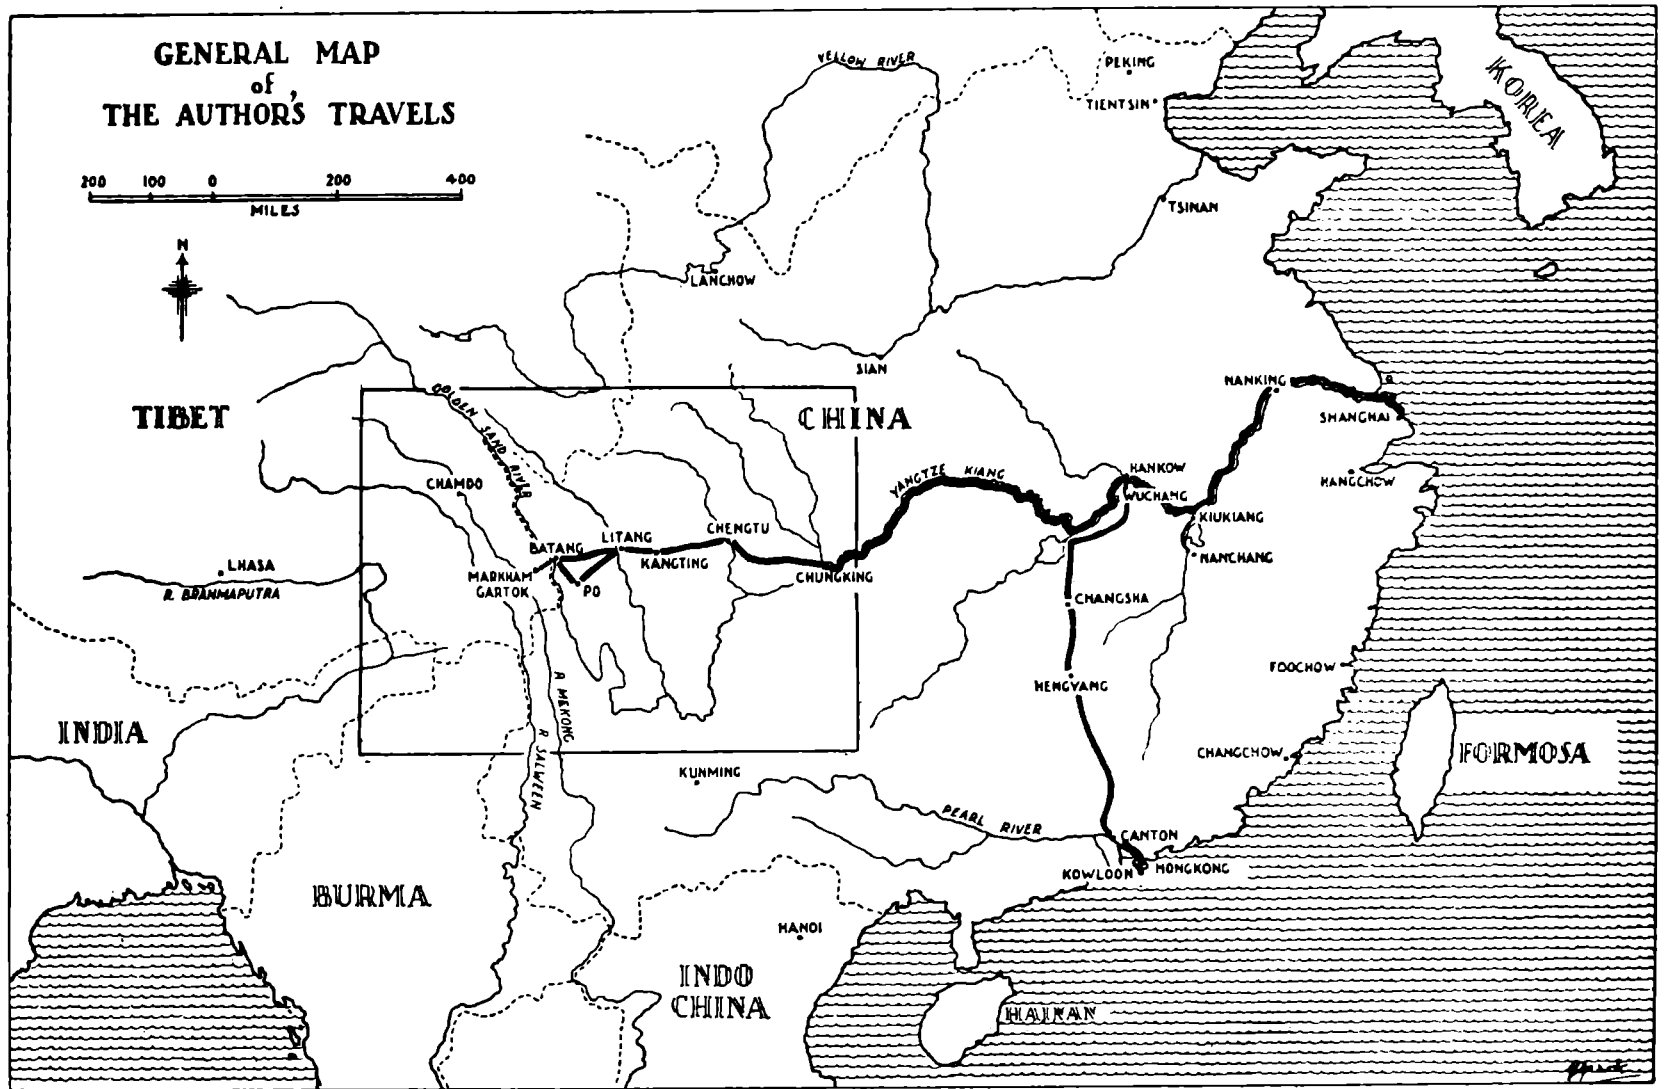 GENERAL MAP
of
THE AUTHOR'S TRAVELS
200 100 0 200 400
MILES
N
YELLOW RIVER
PEKING
TIENTSIN
KOREA
TSINAN
LANCHOW
SIAN
TIBET
GOLDEN SAND RIVER
CHINA
NANKING
SHANGHAI
HANGCHOW
CHAMDO
YANGTZE KIANG
HANKOW
WUCHANG
KIUKIANG
NANCHANG
BATANG
LITANG
CHENGTU
KANGTING
CHUNGKING
MARKHAM
GARTOK
PO
LHASA
R. BRAHMAPUTRA
CHANGSHA
HENGYANG
FOOCHOW
INDIA
R MEKONG
R SALWEEN
CHANGCHOW
FORMOSA
KUNMING
PEARL RIVER
CANTON
KOWLOON
HONGKONG
BURMA
HANOI
INDO
CHINA
HAINAN